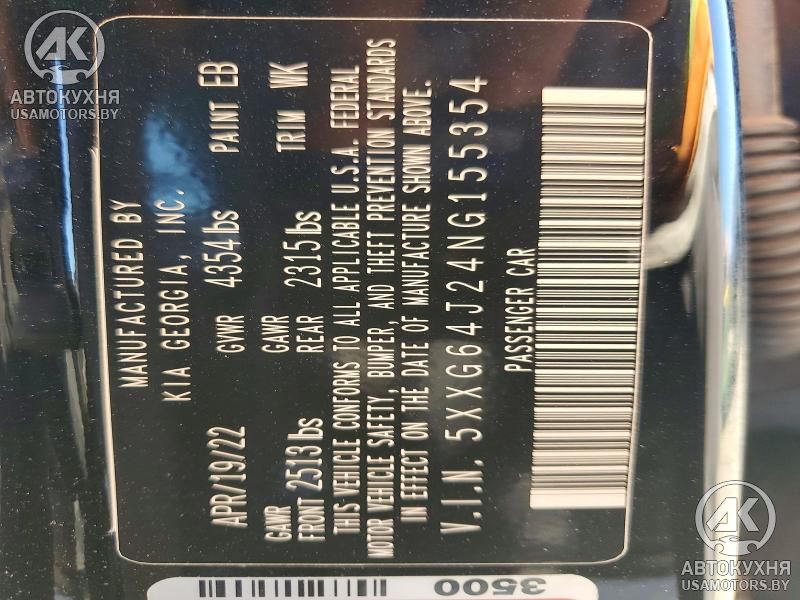 MANUFACTURED BY
KIA GEORGIA, INC.
APR/19/22 GVWR 4354lbs PAINT EB
GAWR GAWR TRIM WK
FRONT 2513lbs REAR 2315lbs
THIS VEHICLE CONFORMS TO ALL APPLICABLE U.S.A. FEDERAL
MOTOR VEHICLE SAFETY, BUMPER, AND THEFT PREVENTION STANDARDS
IN EFFECT ON THE DATE OF MANUFACTURE SHOWN ABOVE.
V.I.N. 5XXG64J24NG155354
PASSENGER CAR
3500
AK
АВТОКУХНЯ
USAMOTORS.BY
AK
АВТОКУХНЯ
USAMOTORS.BY